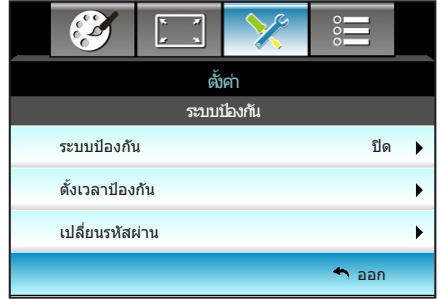 ตั้งค่า
ระบบป้องกัน
ระบบป้องกัน ปิด
ตั้งเวลาป้องกัน
เปลี่ยนรหัสผ่าน
ออก